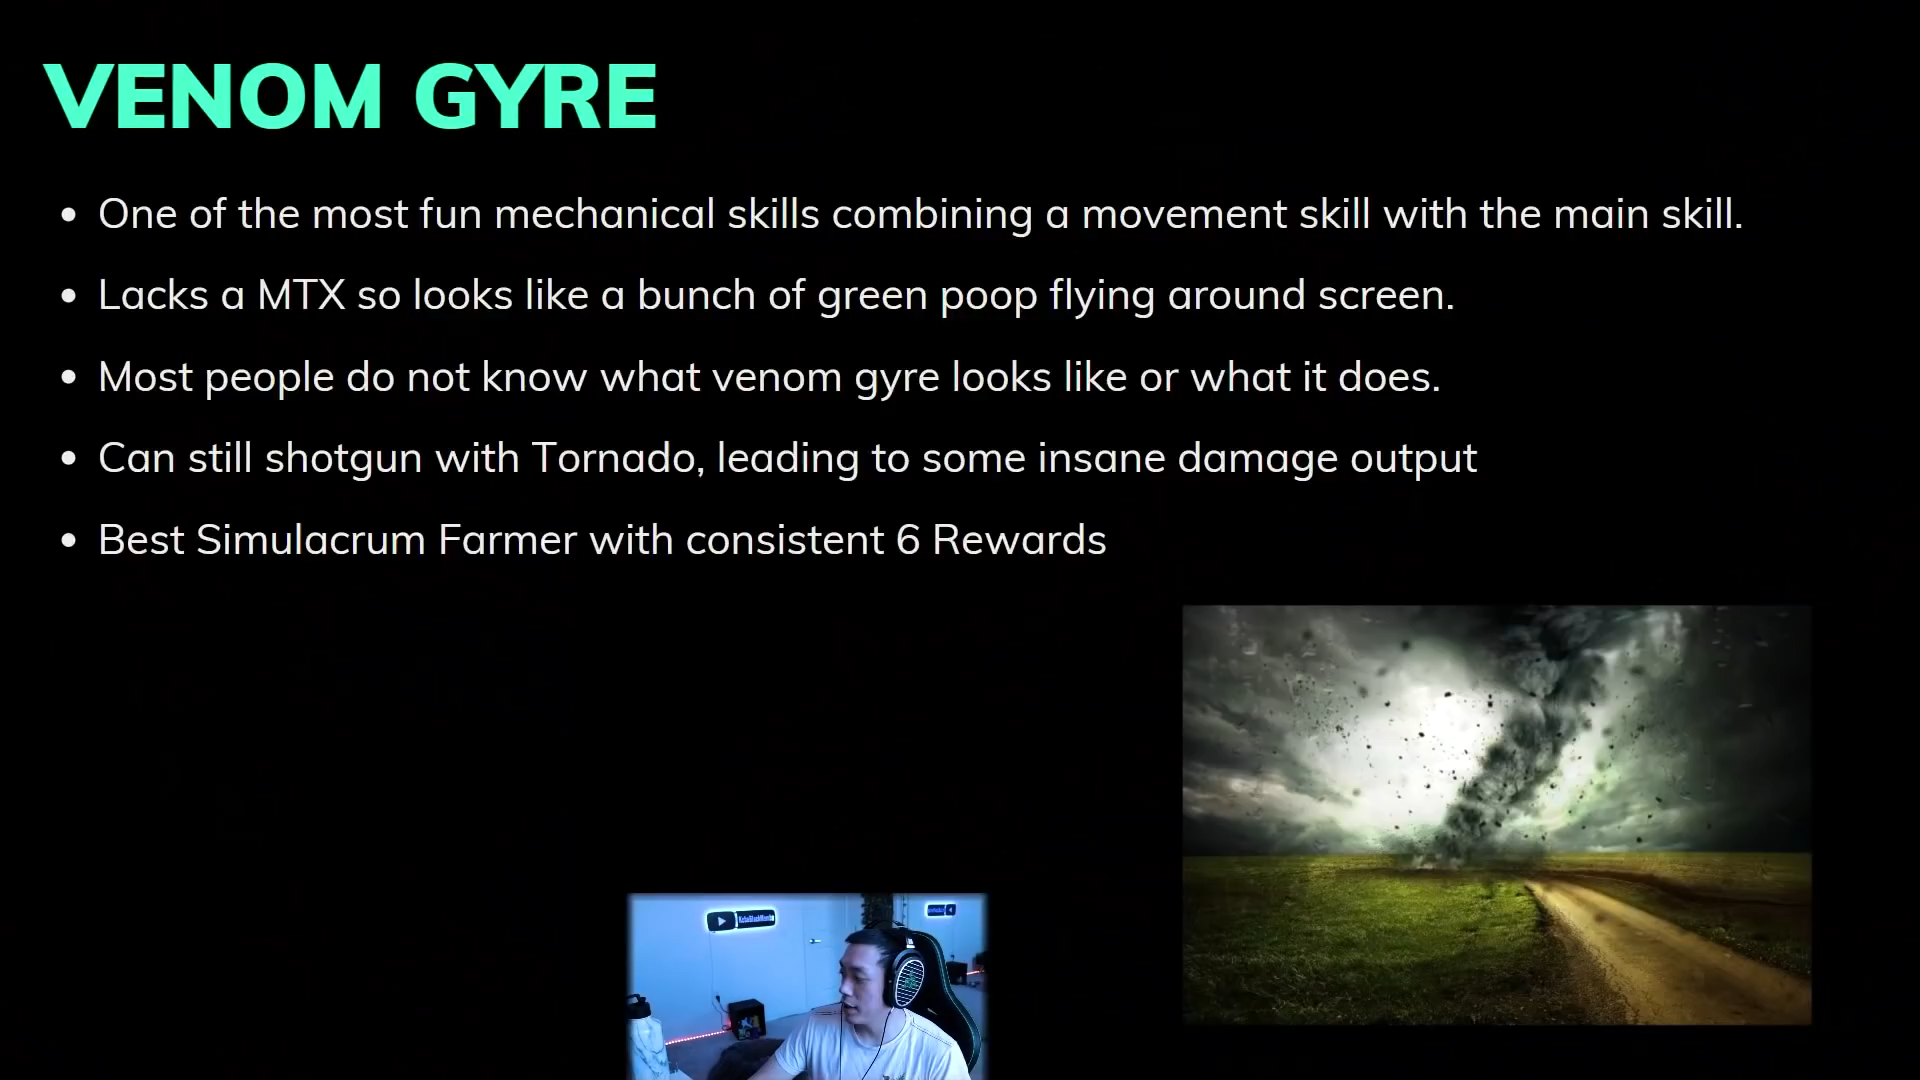 VENOM GYRE
One of the most fun mechanical skills combining a movement skill with the main skill.
Lacks a MTX so looks like a bunch of green poop flying around screen.
Most people do not know what venom gyre looks like or what it does.
Can still shotgun with Tornado, leading to some insane damage output
Best Simulacrum Farmer with consistent 6 Rewards